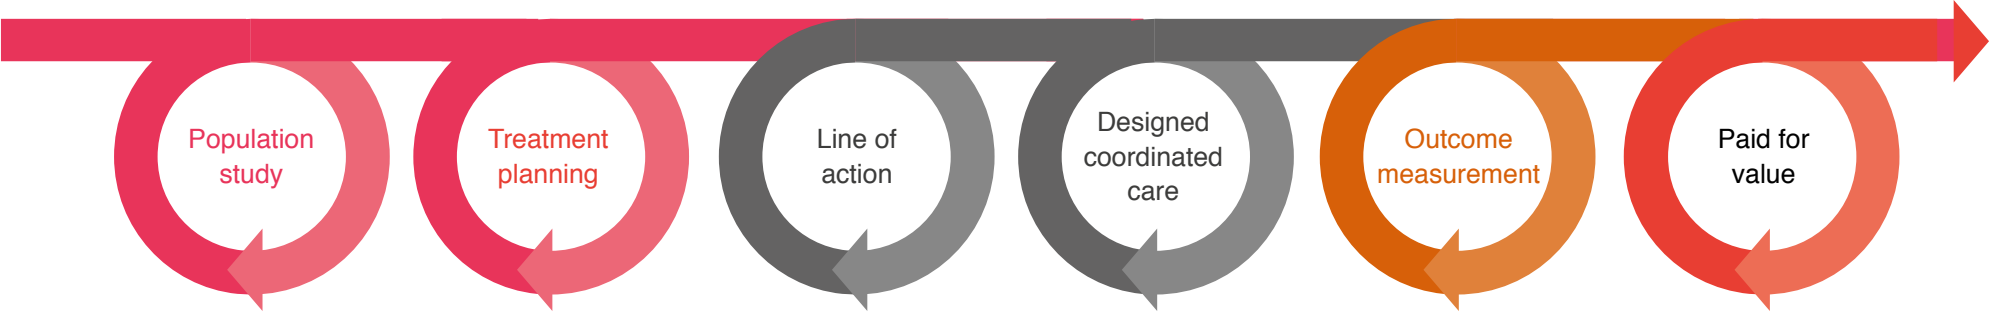 Population
study
Treatment
planning
Line of
action
Designed
coordinated
care
Outcome
measurement
Paid for
value